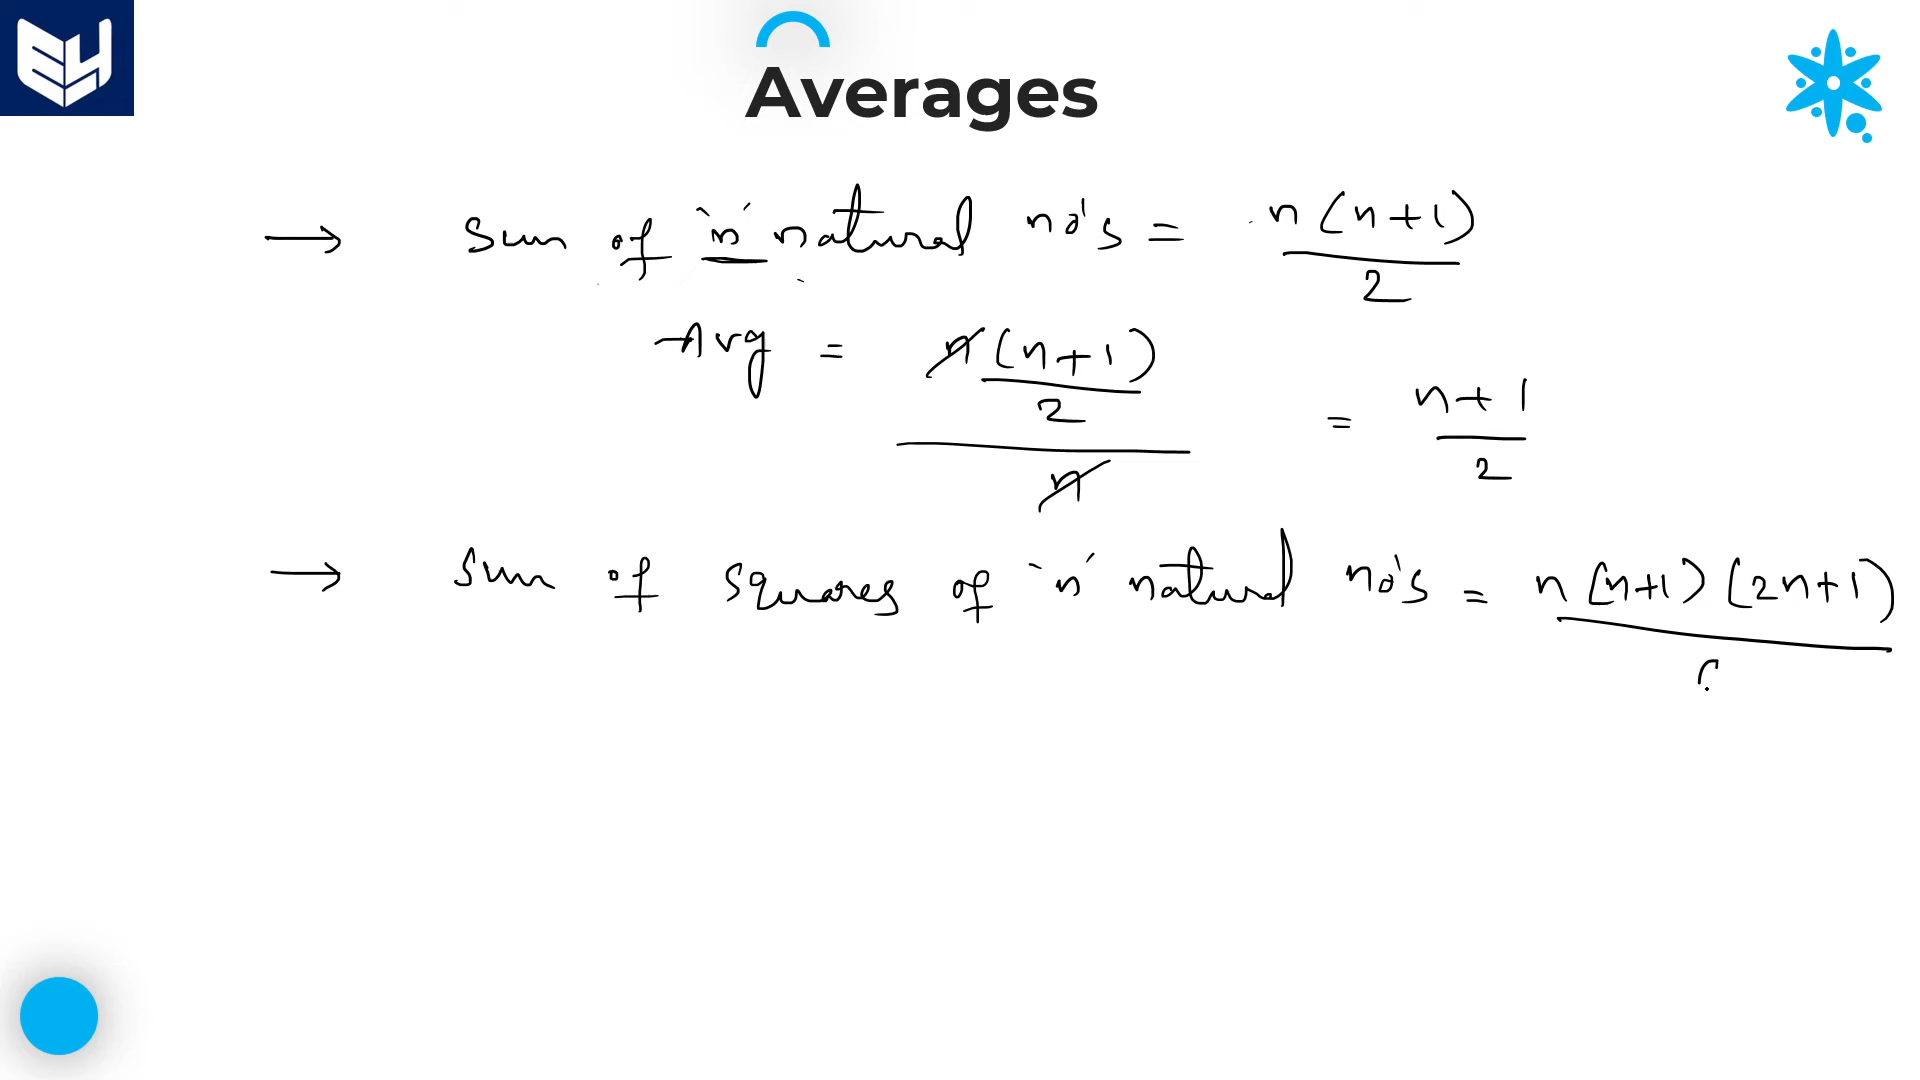 Averages
→ Sum of 'n' natural no's = n(n+1)/2
Avg = (n(n+1)/2)/n = (n+1)/2
→ Sum of squares of 'n' natural no's = n(n+1)(2n+1)/